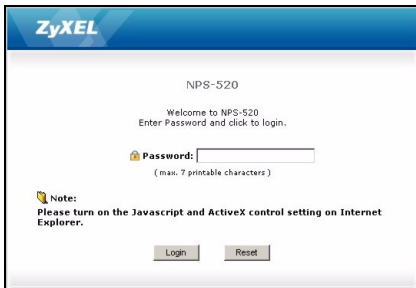 ZyXEL
NPS-520
Welcome to NPS-520
Enter Password and click to login.
Password:
( max. 7 printable characters )
Note:
Please turn on the Javascript and ActiveX control setting on Internet
Explorer.
Login Reset